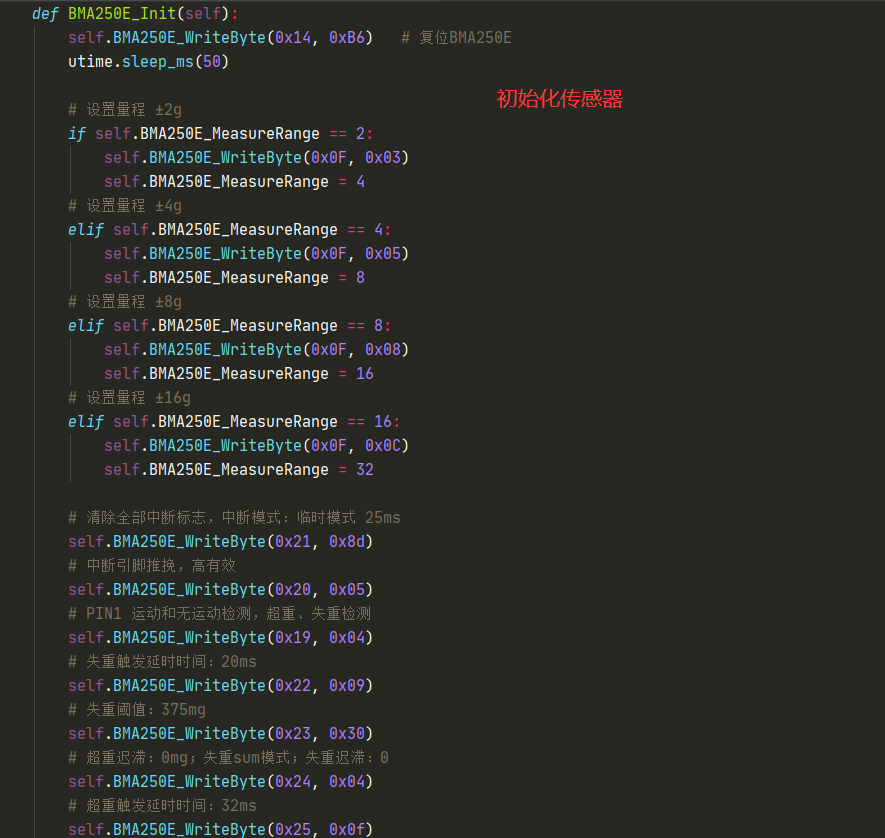 def BMA250E_Init(self):
self.BMA250E_WriteByte(0x14, 0xB6)   # 复位BMA250E
utime.sleep_ms(50)
初始化传感器
# 设置量程 ±2g
if self.BMA250E_MeasureRange == 2:
self.BMA250E_WriteByte(0x0F, 0x03)
self.BMA250E_MeasureRange = 4
# 设置量程 ±4g
elif self.BMA250E_MeasureRange == 4:
self.BMA250E_WriteByte(0x0F, 0x05)
self.BMA250E_MeasureRange = 8
# 设置量程 ±8g
elif self.BMA250E_MeasureRange == 8:
self.BMA250E_WriteByte(0x0F, 0x08)
self.BMA250E_MeasureRange = 16
# 设置量程 ±16g
elif self.BMA250E_MeasureRange == 16:
self.BMA250E_WriteByte(0x0F, 0x0C)
self.BMA250E_MeasureRange = 32
# 清除全部中断标志，中断模式：临时模式 25ms
self.BMA250E_WriteByte(0x21, 0x8d)
# 中断引脚推挽，高有效
self.BMA250E_WriteByte(0x20, 0x05)
# PIN1 运动和无运动检测，超重、失重检测
self.BMA250E_WriteByte(0x19, 0x04)
# 失重触发延时时间：20ms
self.BMA250E_WriteByte(0x22, 0x09)
# 失重阈值：375mg
self.BMA250E_WriteByte(0x23, 0x30)
# 超重迟滞：0mg；失重sum模式；失重迟滞：0
self.BMA250E_WriteByte(0x24, 0x04)
# 超重触发延时时间：32ms
self.BMA250E_WriteByte(0x25, 0x0f)